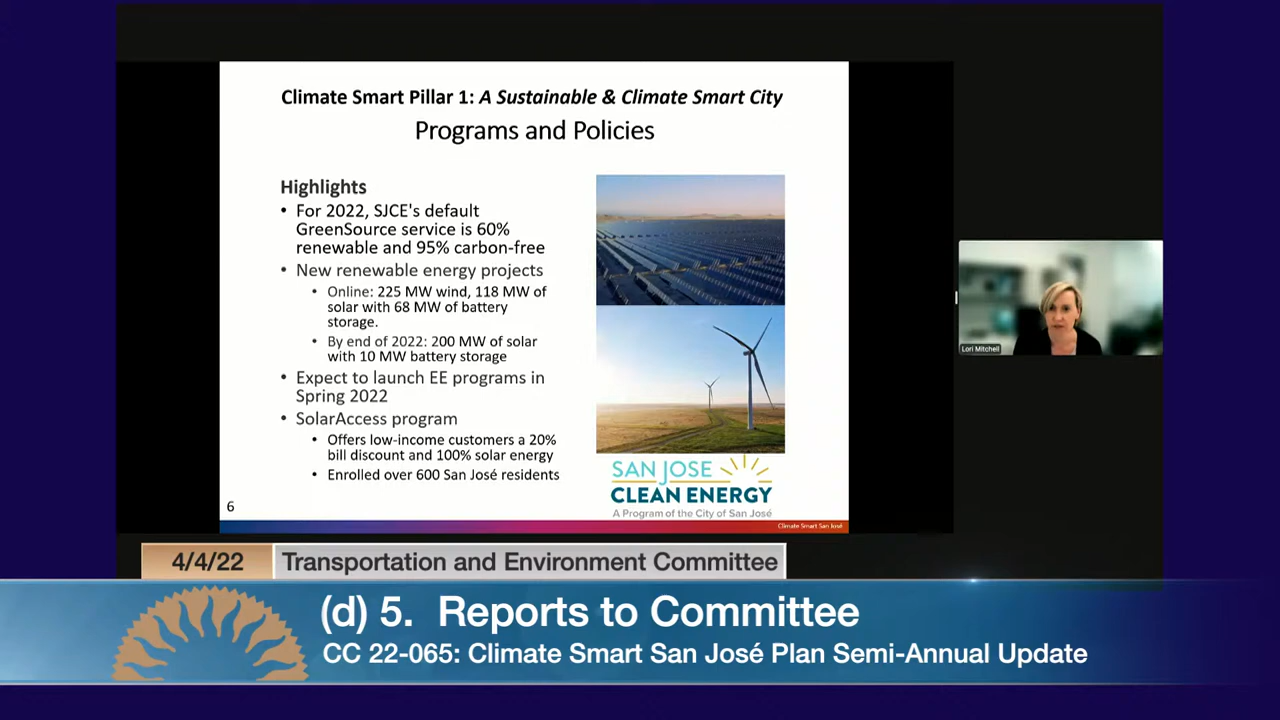 Climate Smart Pillar 1: A Sustainable & Climate Smart City
Programs and Policies
Highlights
• For 2022, SJCE's default
GreenSource service is 60%
renewable and 95% carbon-free
• New renewable energy projects
• Online: 225 MW wind, 118 MW of
solar with 68 MW of battery
storage.
• By end of 2022: 200 MW of solar
with 10 MW battery storage
• Expect to launch EE programs in
Spring 2022
• SolarAccess program
• Offers low-income customers a 20%
bill discount and 100% solar energy
• Enrolled over 600 San José residents
SAN JOSE
CLEAN ENERGY
A Program of the City of San José
6
Climate Smart San José
Lori Mitchell
4/4/22
Transportation and Environment Committee
(d) 5. Reports to Committee
CC 22-065: Climate Smart San José Plan Semi-Annual Update